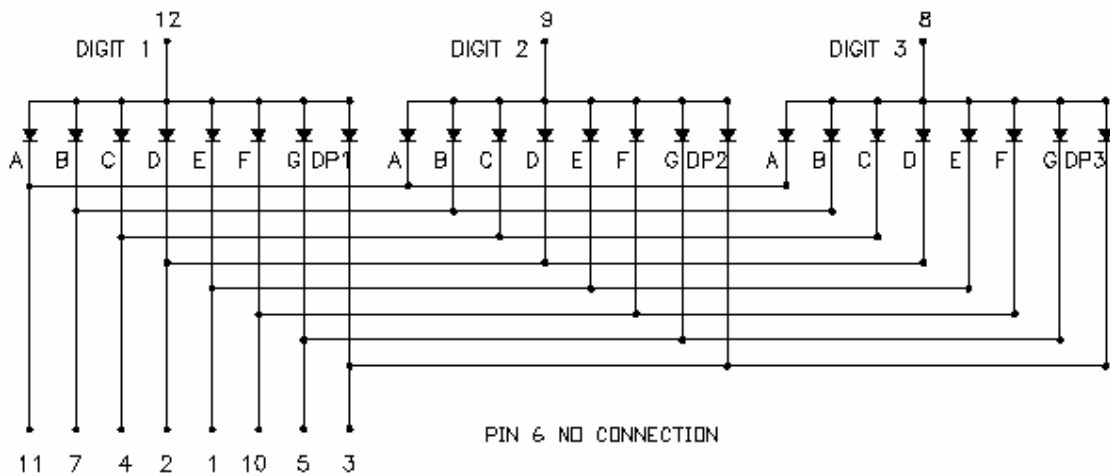 12 9 8
DIGIT 1 DIGIT 2 DIGIT 3
A B C D E F G DP1 A B C D E F G DP2 A B C D E F G DP3
PIN 6 NO CONNECTION
11 7 4 2 1 10 5 3